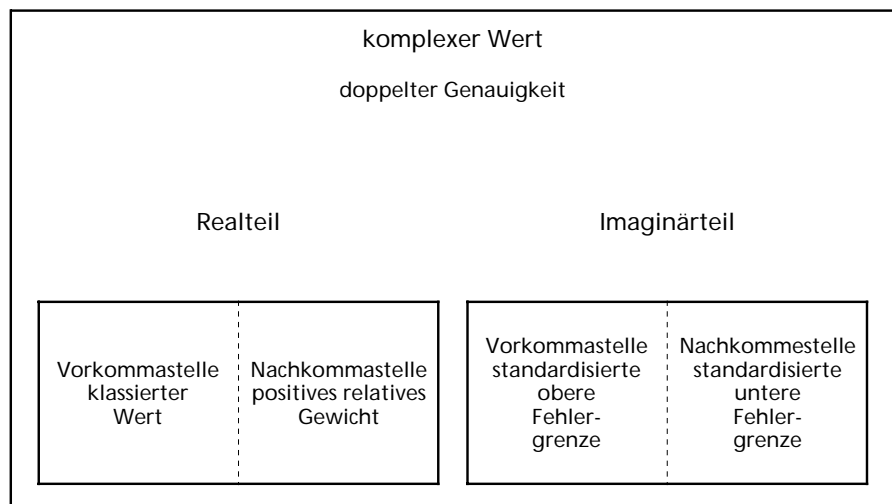 komplexer Wert
doppelter Genauigkeit
Realteil
Imaginärteil
Vorkommastelle
klassierter
Wert
Nachkommastelle
positives relatives
Gewicht
Vorkommastelle
standardisierte
obere
Fehler-
grenze
Nachkommestelle
standardisierte
untere
Fehler-
grenze